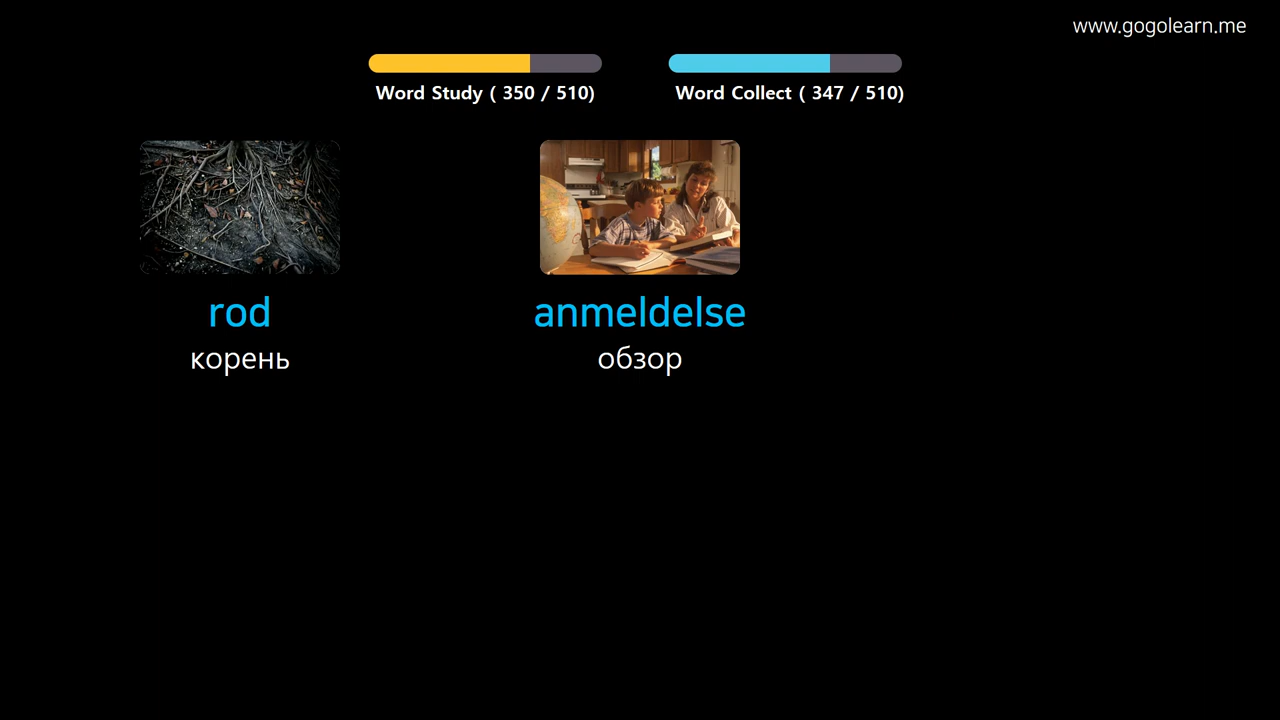 www.gogolearn.me
Word Study ( 350 / 510)
Word Collect ( 347 / 510)
rod
anmeldelse
корень
обзор